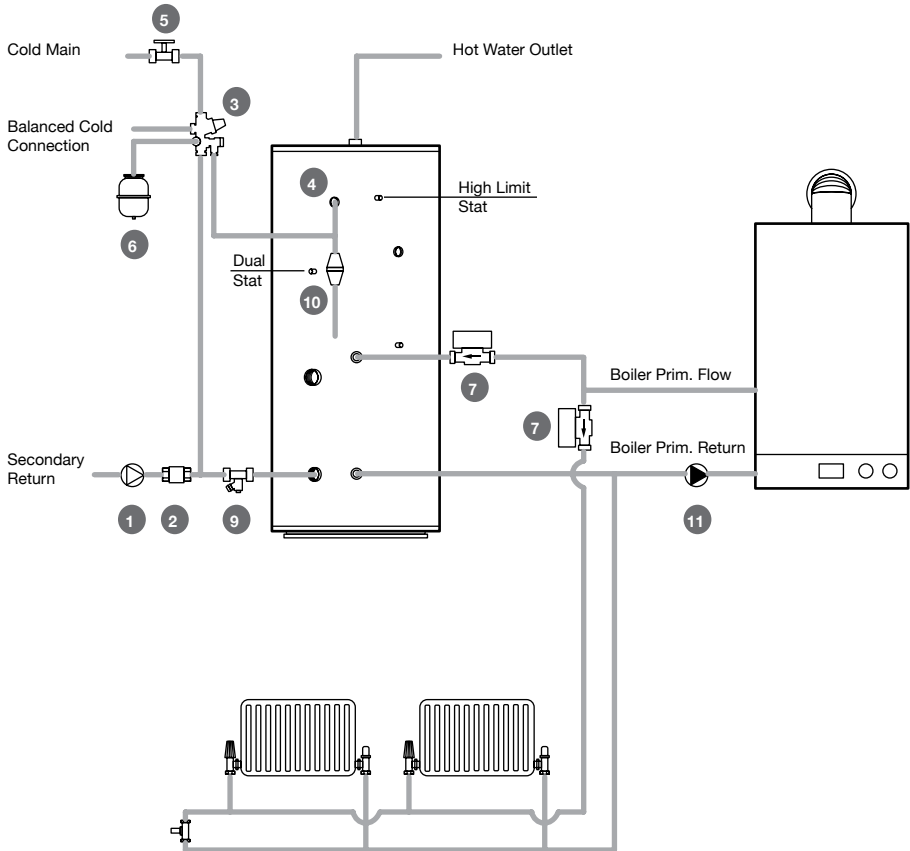 5
Cold Main
Hot Water Outlet
3
Balanced Cold
Connection
4
High Limit
Stat
6
Dual
Stat
10
7
Boiler Prim. Flow
7
Boiler Prim. Return
Secondary
Return
1
2
9
11